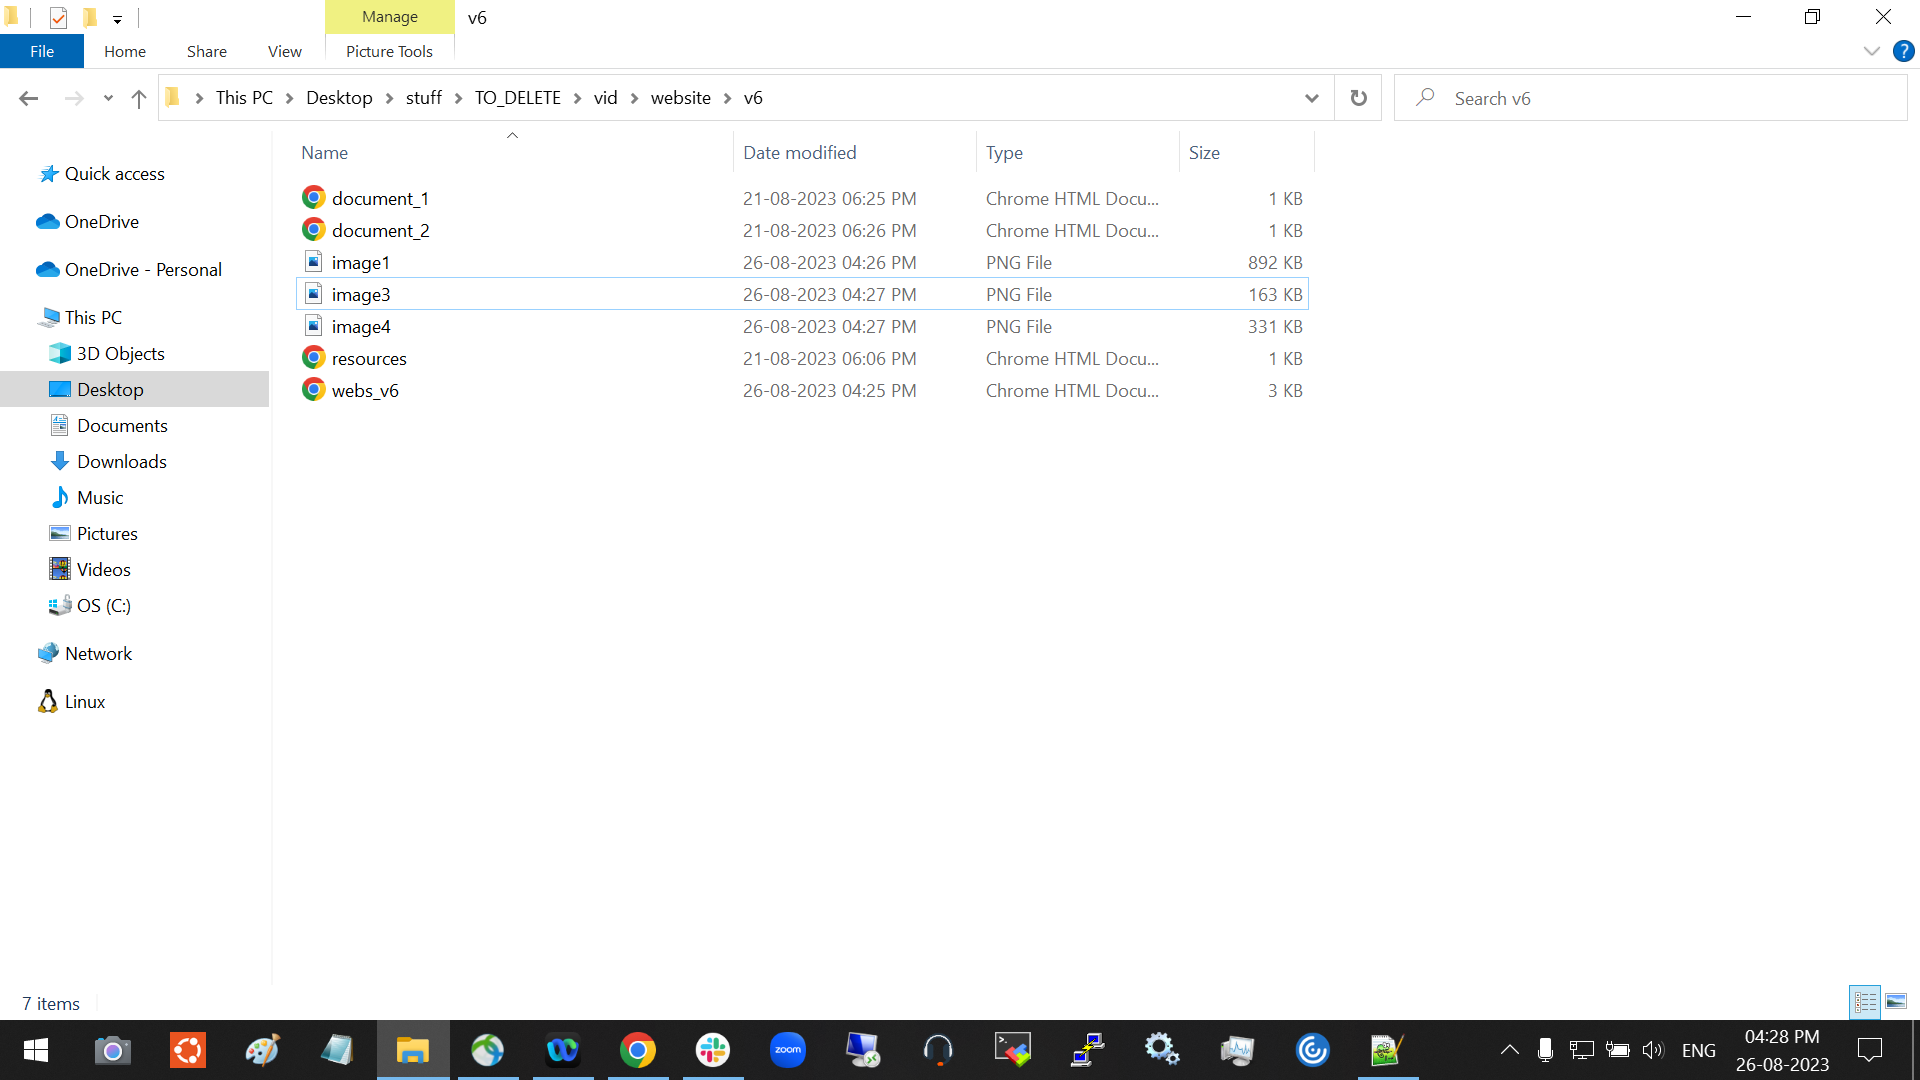 Manage v6
File Home Share View Picture Tools
This PC Desktop stuff TO_DELETE vid website v6 Search v6
Name Date modified Type Size
Quick access
OneDrive
OneDrive - Personal
This PC
3D Objects
Desktop
Documents
Downloads
Music
Pictures
Videos
OS (C:)
Network
Linux
document_1 21-08-2023 06:25 PM Chrome HTML Docu... 1 KB
document_2 21-08-2023 06:26 PM Chrome HTML Docu... 1 KB
image1 26-08-2023 04:26 PM PNG File 892 KB
image3 26-08-2023 04:27 PM PNG File 163 KB
image4 26-08-2023 04:27 PM PNG File 331 KB
resources 21-08-2023 06:06 PM Chrome HTML Docu... 1 KB
webs_v6 26-08-2023 04:25 PM Chrome HTML Docu... 3 KB
7 items
zoom
ENG
04:28 PM
26-08-2023